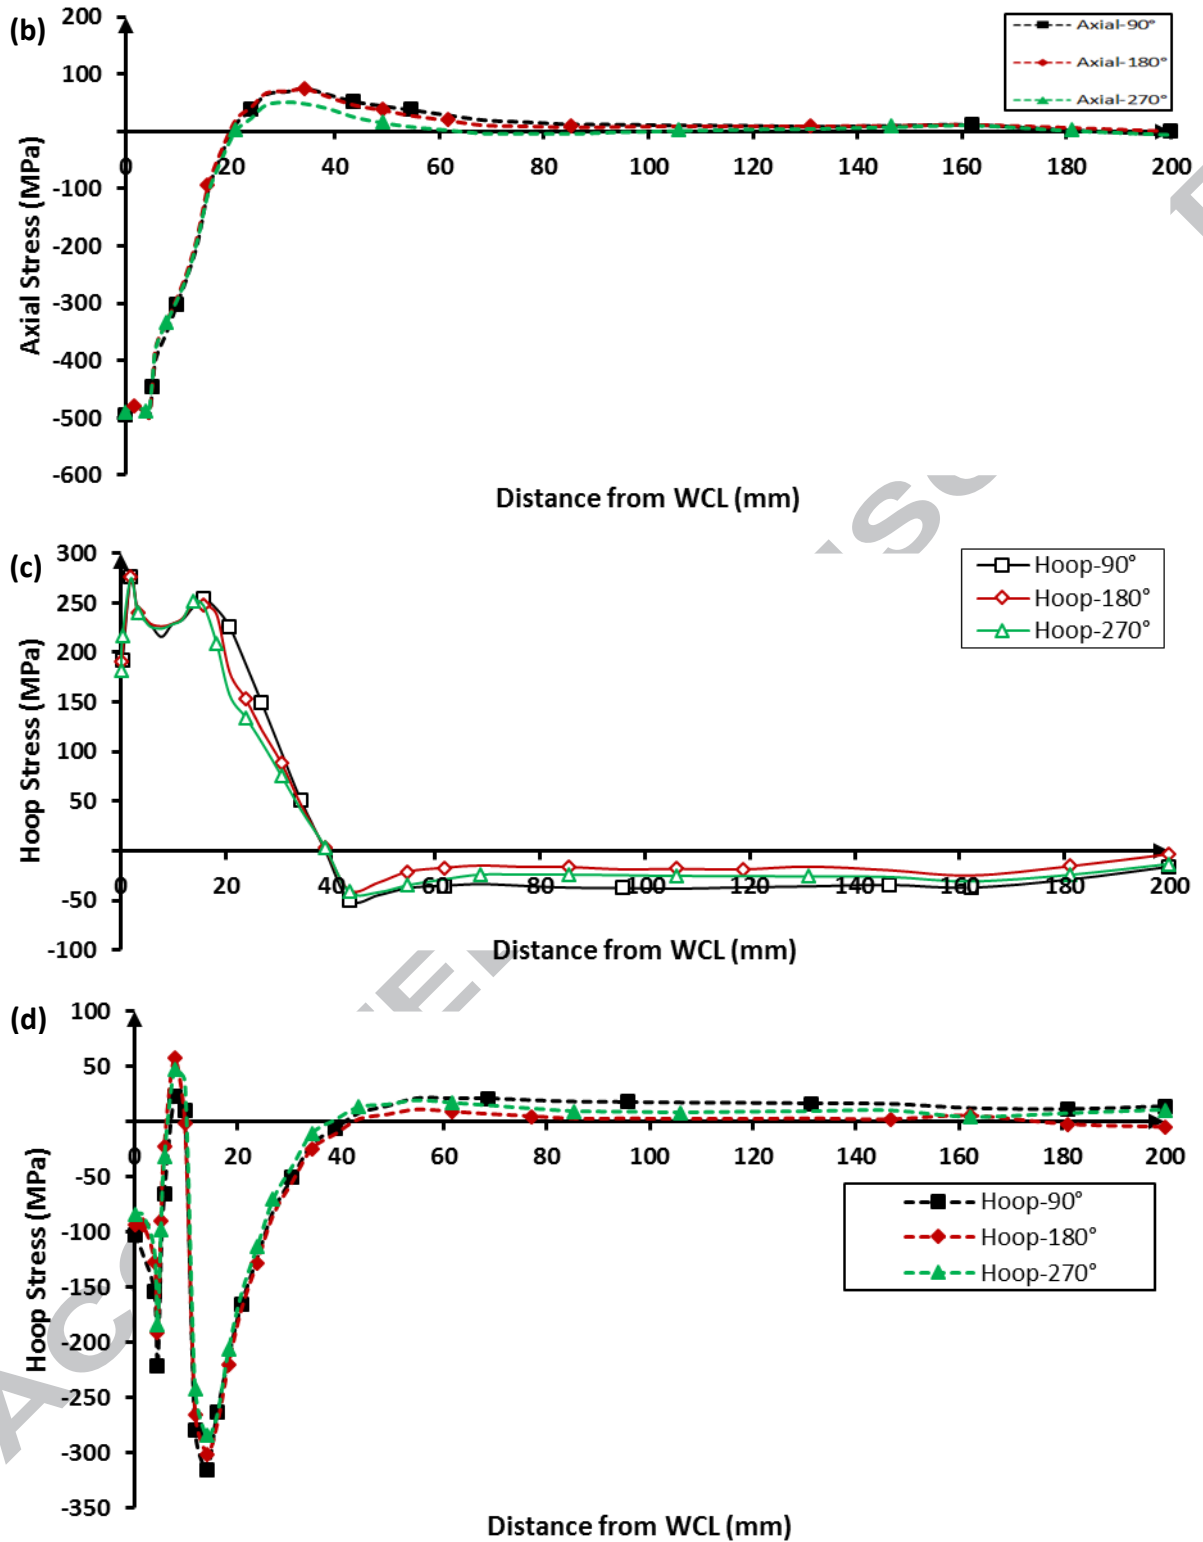 (b)
200
100
0 20 40 60 80 100 120 140 160 180 200
-100
-200
-300
-400
-500
-600
Axial Stress (MPa)
Distance from WCL (mm)
Axial-90°
Axial-180°
Axial-270°
(c)
300
250
200
150
100
50
0 20 40 60 80 100 120 140 160 180 200
-50
-100
Hoop Stress (MPa)
Distance from WCL (mm)
Hoop-90°
Hoop-180°
Hoop-270°
(d)
100
50
0 20 40 60 80 100 120 140 160 180 200
-50
-100
-150
-200
-250
-300
-350
Hoop Stress (MPa)
Distance from WCL (mm)
Hoop-90°
Hoop-180°
Hoop-270°